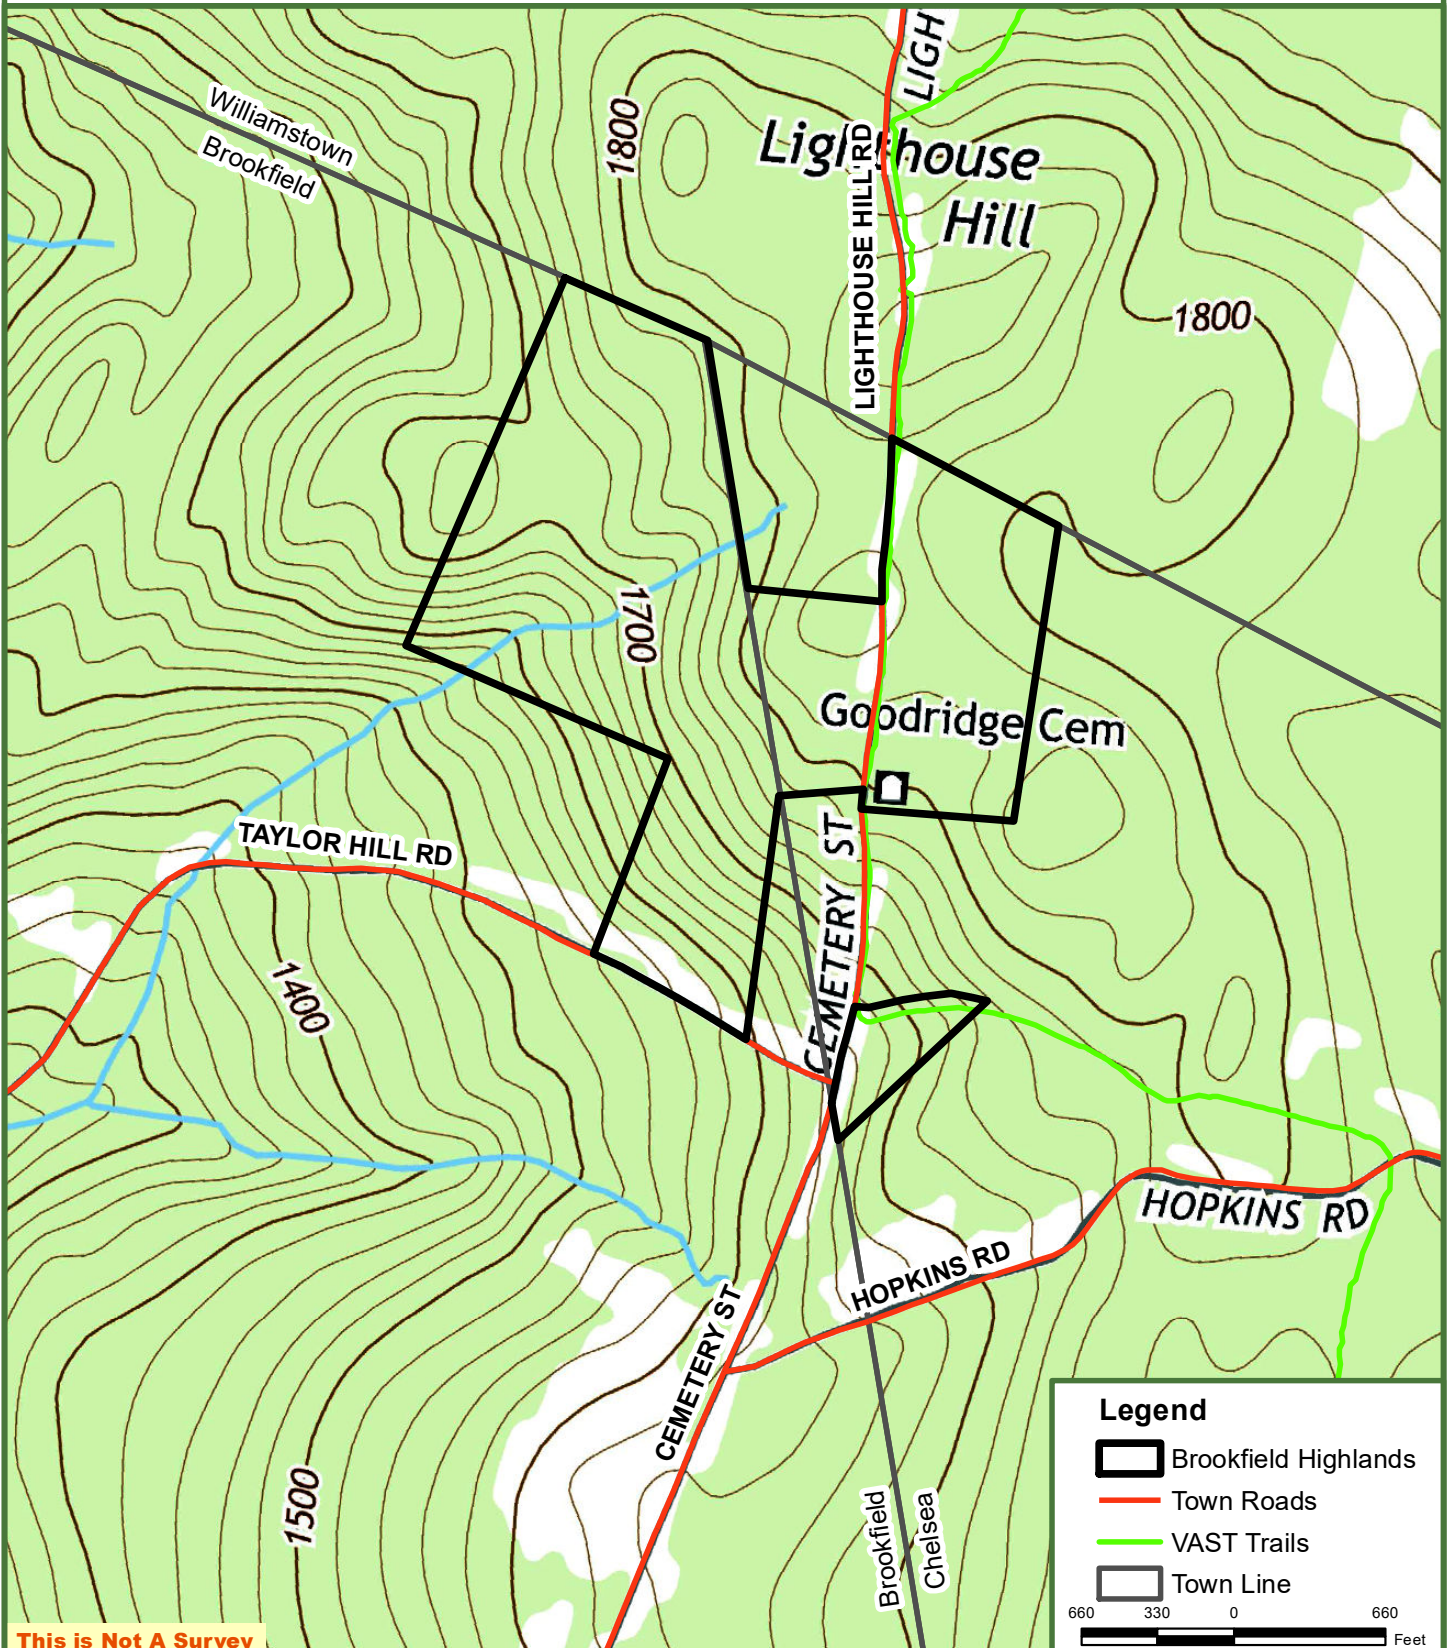 LIGH
Williamstown
Brookfield
1800
Lighthouse
Hill
LIGHTHOUSE HILL RD
1800
1700
Goodridge Cem
TAYLOR HILL RD
CEMETERY ST
1400
HOPKINS RD
HOPKINS RD
CEMETERY ST
1500
Brookfield
Chelsea
Legend
Brookfield Highlands
Town Roads
VAST Trails
Town Line
660 330 0 660
Feet
This is Not A Survey